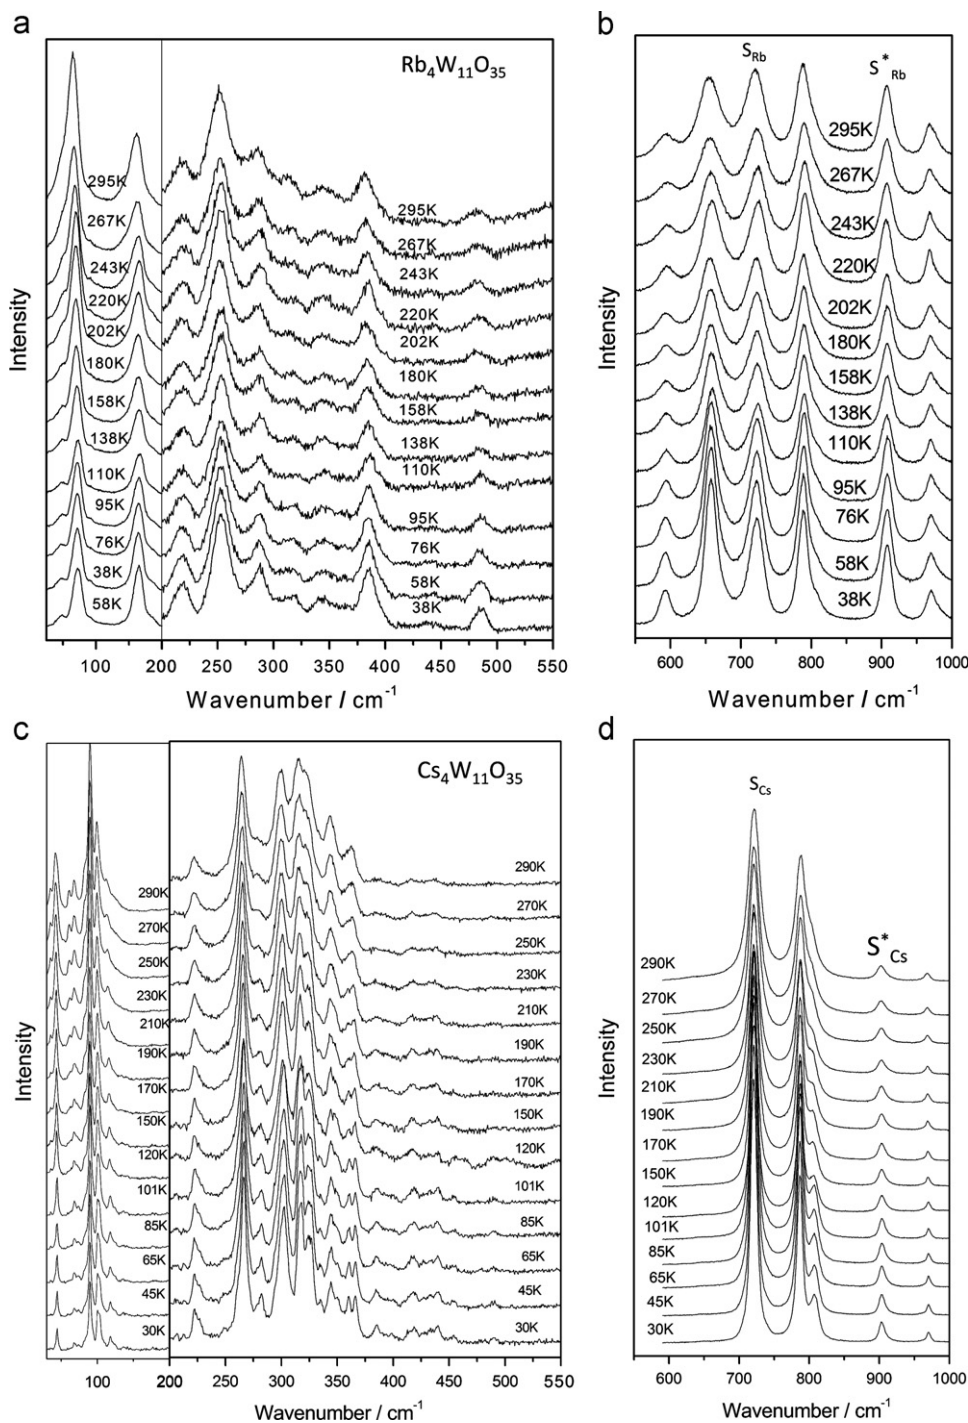 a
Rb4W11O35
295K
267K
243K
220K
202K
180K
158K
138K
110K
95K
76K
38K
58K
295K
267K
243K
220K
202K
180K
158K
138K
110K
95K
76K
58K
38K
Intensity
100
200
250
300
350
400
450
500
550
Wavenumber / cm-1
b
SRb
S*Rb
295K
267K
243K
220K
202K
180K
158K
138K
110K
95K
76K
58K
38K
Intensity
600
700
800
900
1000
Wavenumber / cm-1
c
Cs4W11O35
290K
270K
250K
230K
210K
190K
170K
150K
120K
101K
85K
65K
45K
30K
290K
270K
250K
230K
210K
190K
170K
150K
120K
101K
85K
65K
45K
30K
Intensity
100
200
200
250
300
350
400
450
500
550
Wavenumber / cm-1
d
SCs
S*Cs
290K
270K
250K
230K
210K
190K
170K
150K
120K
101K
85K
65K
45K
30K
Intensity
600
700
800
900
1000
Wavenumber / cm-1